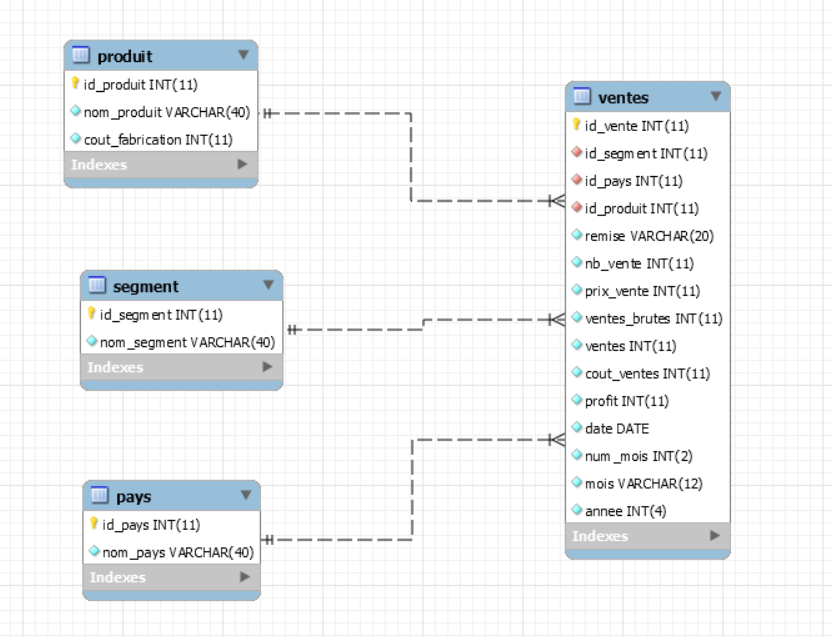 produit
id_produit INT(11)
nom_produit VARCHAR(40)
cout_fabrication INT(11)
Indexes
segment
id_segment INT(11)
nom_segment VARCHAR(40)
Indexes
pays
id_pays INT(11)
nom_pays VARCHAR(40)
Indexes
ventes
id_vente INT(11)
id_segment INT(11)
id_pays INT(11)
id_produit INT(11)
remise VARCHAR(20)
nb_vente INT(11)
prix_vente INT(11)
ventes_brutes INT(11)
ventes INT(11)
cout_ventes INT(11)
profit INT(11)
date DATE
num_mois INT(2)
mois VARCHAR(12)
annee INT(4)
Indexes